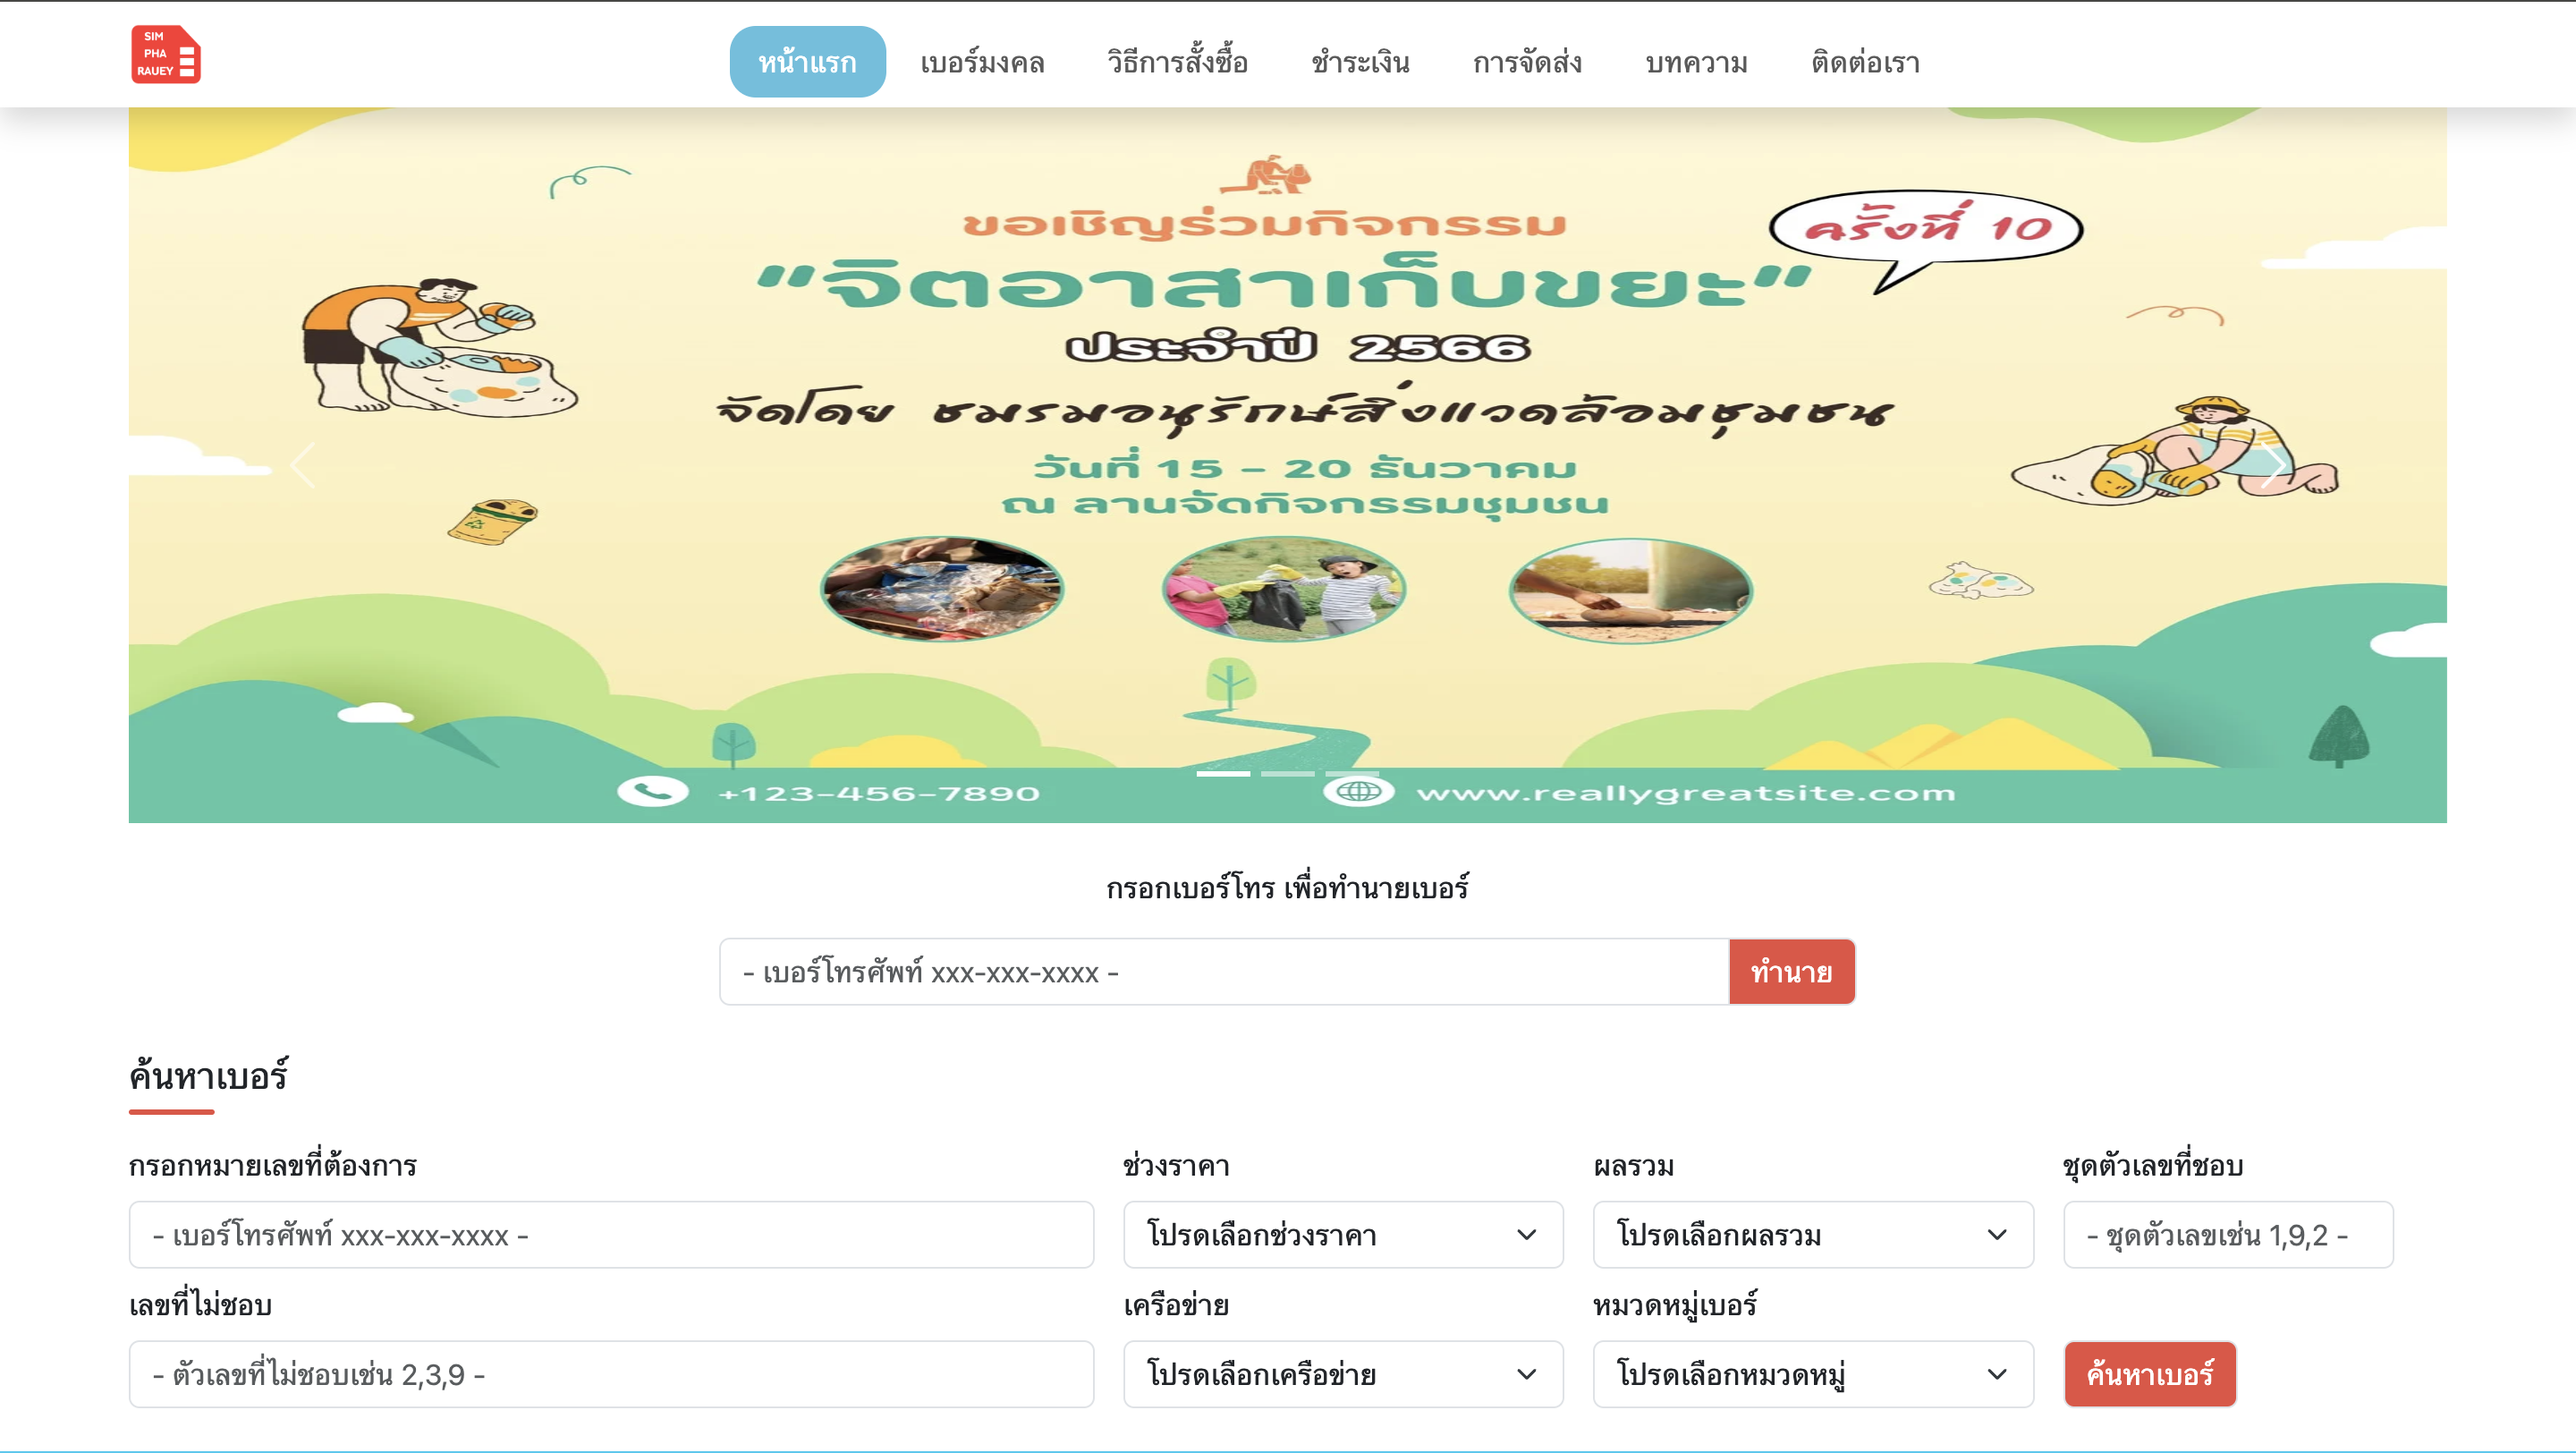 SIM
PHA
RAUEY
หน้าแรก
เบอร์มงคล
วิธีการสั่งซื้อ
ชำระเงิน
การจัดส่ง
บทความ
ติดต่อเรา
ขอเชิญร่วมกิจกรรม
ครั้งที่ 10
"จิตอาสาเก็บขยะ"
ประจำปี 2566
จัดโดย ชมรมอนุรักษ์สิ่งแวดล้อมชุมชน
วันที่ 15 - 20 ธันวาคม
ณ ลานจัดกิจกรรมชุมชน
+123-456-7890
www.reallygreatsite.com
กรอกเบอร์โทร เพื่อทำนายเบอร์
- เบอร์โทรศัพท์ xxx-xxx-xxxx -
ทำนาย
ค้นหาเบอร์
กรอกหมายเลขที่ต้องการ
ช่วงราคา
ผลรวม
ชุดตัวเลขที่ชอบ
- เบอร์โทรศัพท์ xxx-xxx-xxxx -
โปรดเลือกช่วงราคา
โปรดเลือกผลรวม
- ชุดตัวเลขเช่น 1,9,2 -
เลขที่ไม่ชอบ
เครือข่าย
หมวดหมู่เบอร์
- ตัวเลขที่ไม่ชอบเช่น 2,3,9 -
โปรดเลือกเครือข่าย
โปรดเลือกหมวดหมู่
ค้นหาเบอร์